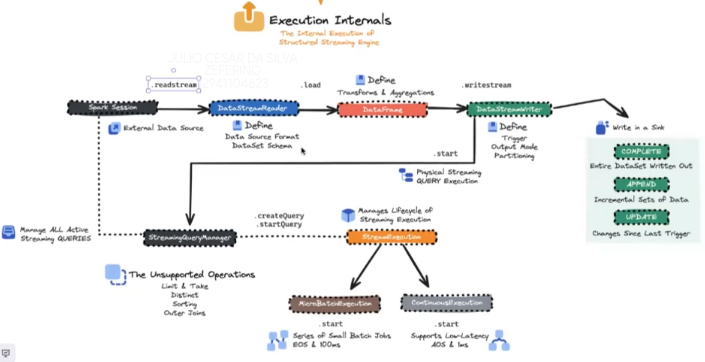 Execution Internals
The Internal Execution of
Structured Streaming Engine
JULIO CESAR DA SILVA
ZEFERINO
.readstream
.load
Define
Transforms & Aggregations
.writestream
Spark Session
DataStreamReader
DataFrame
DataStreamWriter
External Data Source
Define
Data Source Format
DataSet Schema
Define
Trigger
Output Mode
Partitioning
Write in a Sink
COMPLETE
Entire DataSet Written Out
APPEND
Incremental Sets of Data
UPDATE
Changes Since Last Trigger
.start
Physical Streaming
QUERY Execution
Manage ALL Active
Streaming QUERIES
StreamingQueryManager
.createQuery
.startQuery
Manages Lifecycle of
Streaming Execution
StreamExecution
The Unsupported Operations
Limit & Take
Distinct
Sorting
Outer Joins
MicroBatchExecution
ContinuousExecution
.start
Series of Small Batch Jobs
EOS & 100ms
.start
Supports Low-Latency
AOS & 1ms